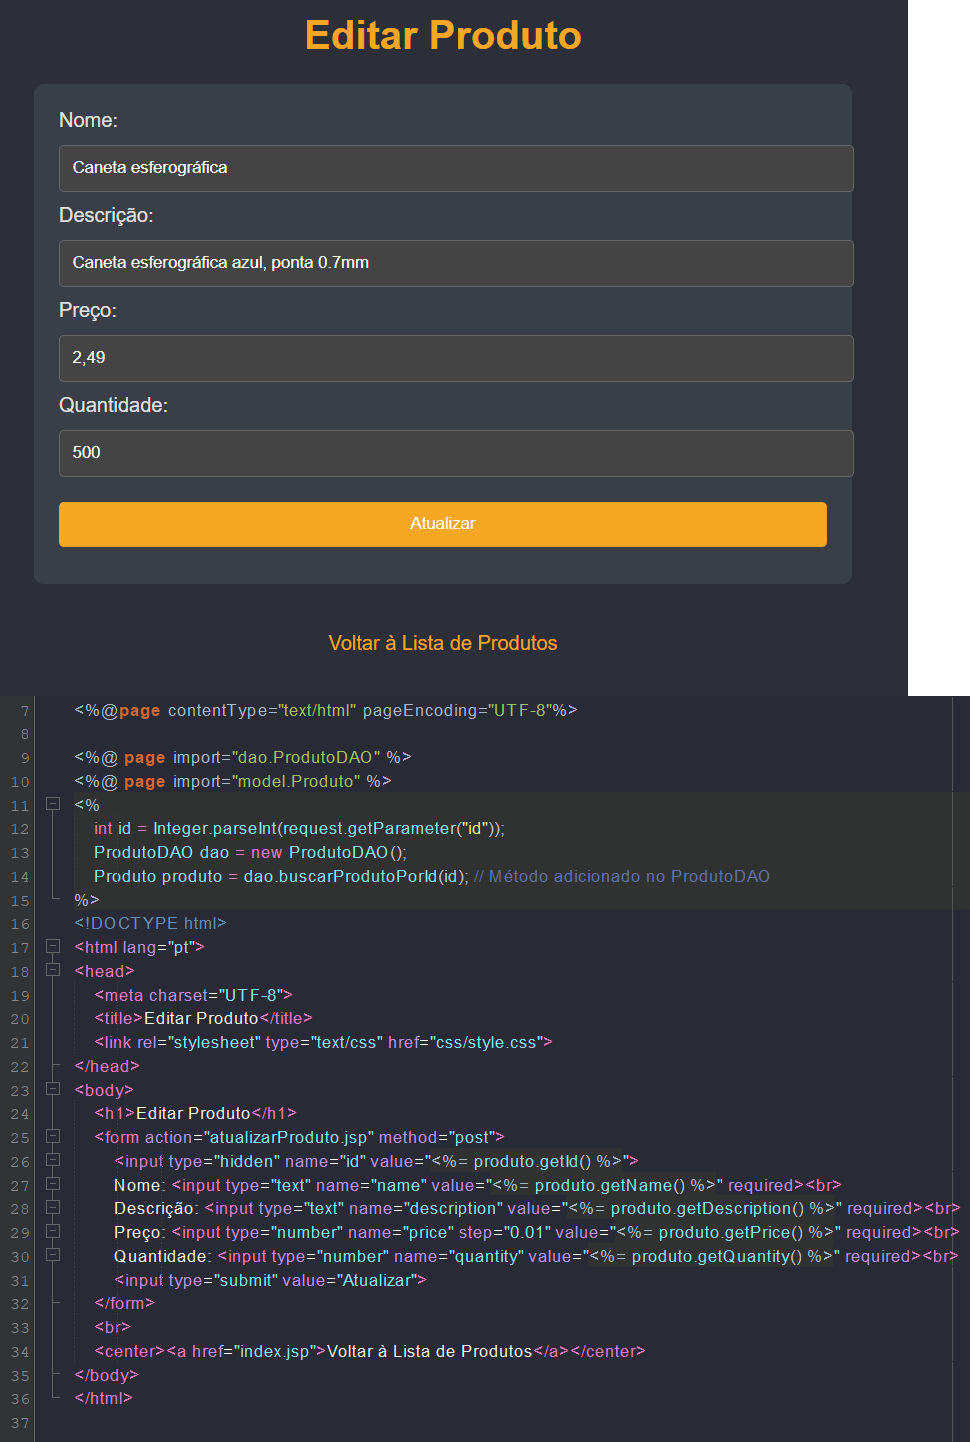 Editar Produto
Nome:
Caneta esferográfica
Descrição:
Caneta esferográfica azul, ponta 0.7mm
Preço:
2,49
Quantidade:
500
Atualizar
Voltar à Lista de Produtos
7 <%@page contentType="text/html" pageEncoding="UTF-8"%>
8
9 <%@ page import="dao.ProdutoDAO" %>
10 <%@ page import="model.Produto" %>
11 <%
12 int id = Integer.parseInt(request.getParameter("id"));
13 ProdutoDAO dao = new ProdutoDAO();
14 Produto produto = dao.buscarProdutoPorId(id); // Método adicionado no ProdutoDAO
15 %>
16 <!DOCTYPE html>
17 <html lang="pt">
18 <head>
19 <meta charset="UTF-8">
20 <title>Editar Produto</title>
21 <link rel="stylesheet" type="text/css" href="css/style.css">
22 </head>
23 <body>
24 <h1>Editar Produto</h1>
25 <form action="atualizarProduto.jsp" method="post">
26 <input type="hidden" name="id" value="<%= produto.getId() %>">
27 Nome: <input type="text" name="name" value="<%= produto.getName() %>" required><br>
28 Descrição: <input type="text" name="description" value="<%= produto.getDescription() %>" required><br>
29 Preço: <input type="number" name="price" step="0.01" value="<%= produto.getPrice() %>" required><br>
30 Quantidade: <input type="number" name="quantity" value="<%= produto.getQuantity() %>" required><br>
31 <input type="submit" value="Atualizar">
32 </form>
33 <br>
34 <center><a href="index.jsp">Voltar à Lista de Produtos</a></center>
35 </body>
36 </html>
37